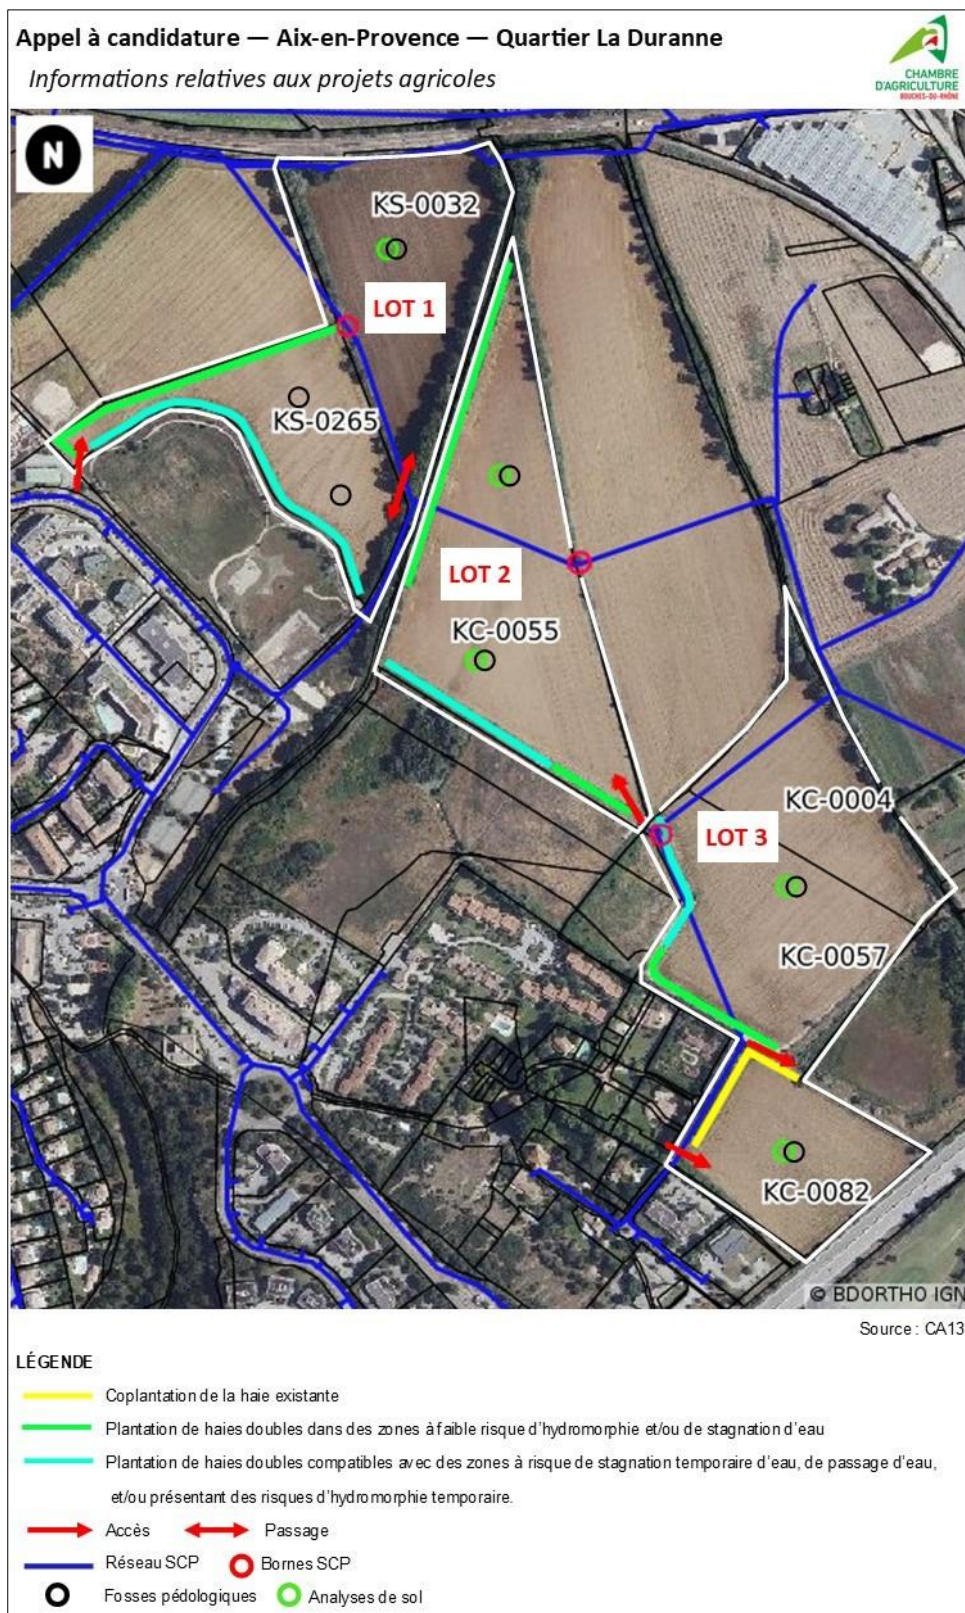 Appel à candidature — Aix-en-Provence — Quartier La Duranne
Informations relatives aux projets agricoles
CHAMBRE
D'AGRICULTURE
BOUCHES-DU-RHÔNE
N
KS-0032
LOT 1
KS-0265
LOT 2
KC-0055
KC-0004
LOT 3
KC-0057
KC-0082
© BDORTHO IGN
Source : CA13
LÉGENDE
Coplantation de la haie existante
Plantation de haies doubles dans des zones à faible risque d'hydromorphie et/ou de stagnation d'eau
Plantation de haies doubles compatibles avec des zones à risque de stagnation temporaire d'eau, de passage d'eau,
et/ou présentant des risques d'hydromorphie temporaire.
Accès Passage
Réseau SCP Bornes SCP
Fosses pédologiques Analyses de sol